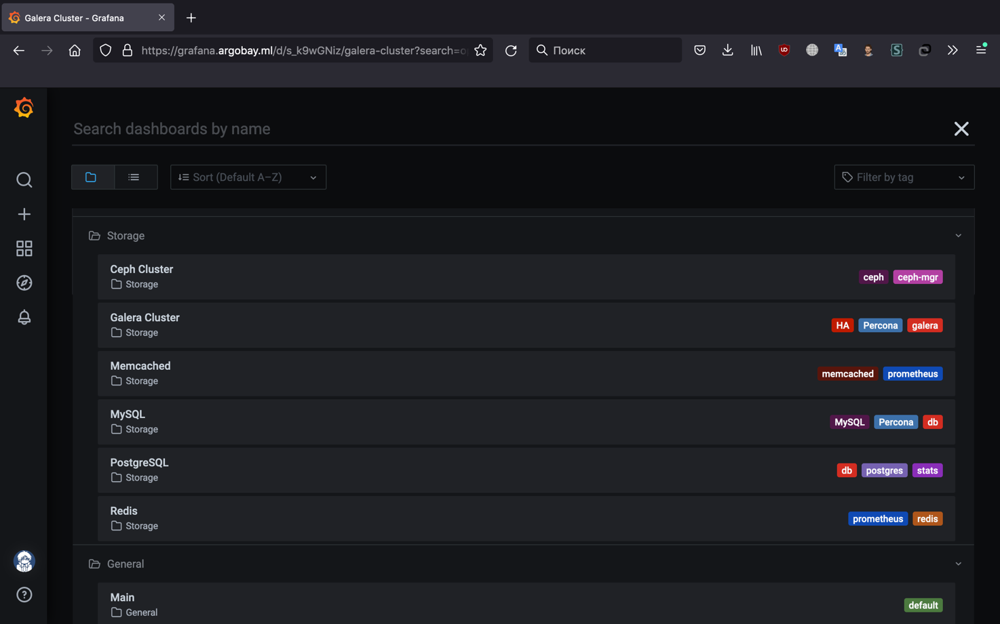 Galera Cluster - Grafana
https://grafana.argobay.ml/d/s_k9wGNiz/galera-cluster?search=o
Поиск
Search dashboards by name
Sort (Default A–Z)
Filter by tag
Storage
Ceph Cluster
Storage
ceph
ceph-mgr
Galera Cluster
Storage
HA
Percona
galera
Memcached
Storage
memcached
prometheus
MySQL
Storage
MySQL
Percona
db
PostgreSQL
Storage
db
postgres
stats
Redis
Storage
prometheus
redis
General
Main
General
default